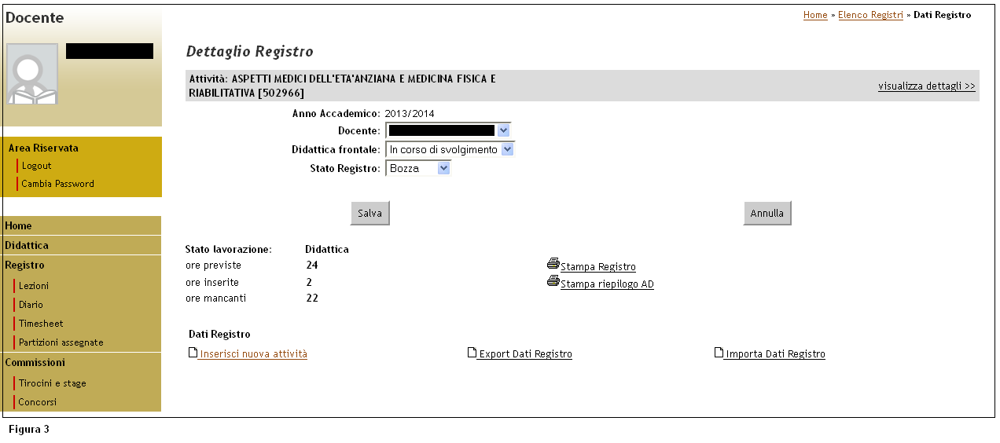 Docente
Home » Elenco Registri » Dati Registro
Dettaglio Registro
Attività: ASPETTI MEDICI DELL'ETA'ANZIANA E MEDICINA FISICA E
RIABILITATIVA [502966]
visualizza dettagli >>
Anno Accademico: 2013/2014
Docente:
Didattica frontale: In corso di svolgimento
Stato Registro: Bozza
Salva
Annulla
Area Riservata
Logout
Cambia Password
Home
Didattica
Registro
Lezioni
Diario
Timesheet
Partizioni assegnate
Commissioni
Tirocini e stage
Concorsi
Stato lavorazione: Didattica
ore previste 24
ore inserite 2
ore mancanti 22
Stampa Registro
Stampa riepilogo AD
Dati Registro
Inserisci nuova attività
Export Dati Registro
Importa Dati Registro
Figura 3